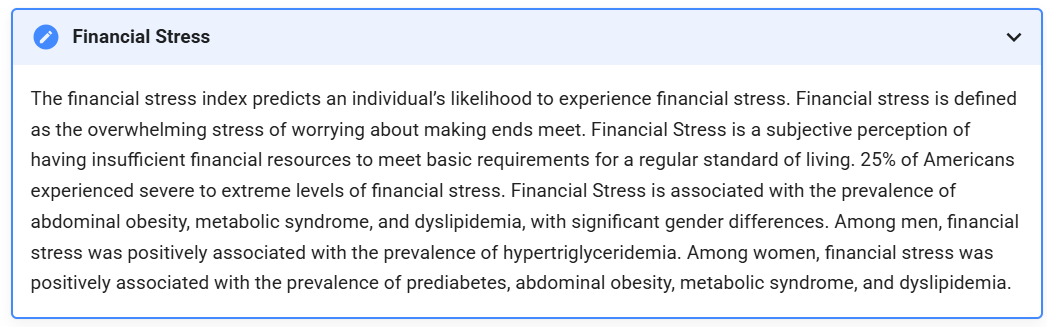 Financial Stress
The financial stress index predicts an individual’s likelihood to experience financial stress. Financial stress is defined
as the overwhelming stress of worrying about making ends meet. Financial Stress is a subjective perception of
having insufficient financial resources to meet basic requirements for a regular standard of living. 25% of Americans
experienced severe to extreme levels of financial stress. Financial Stress is associated with the prevalence of
abdominal obesity, metabolic syndrome, and dyslipidemia, with significant gender differences. Among men, financial
stress was positively associated with the prevalence of hypertriglyceridemia. Among women, financial stress was
positively associated with the prevalence of prediabetes, abdominal obesity, metabolic syndrome, and dyslipidemia.